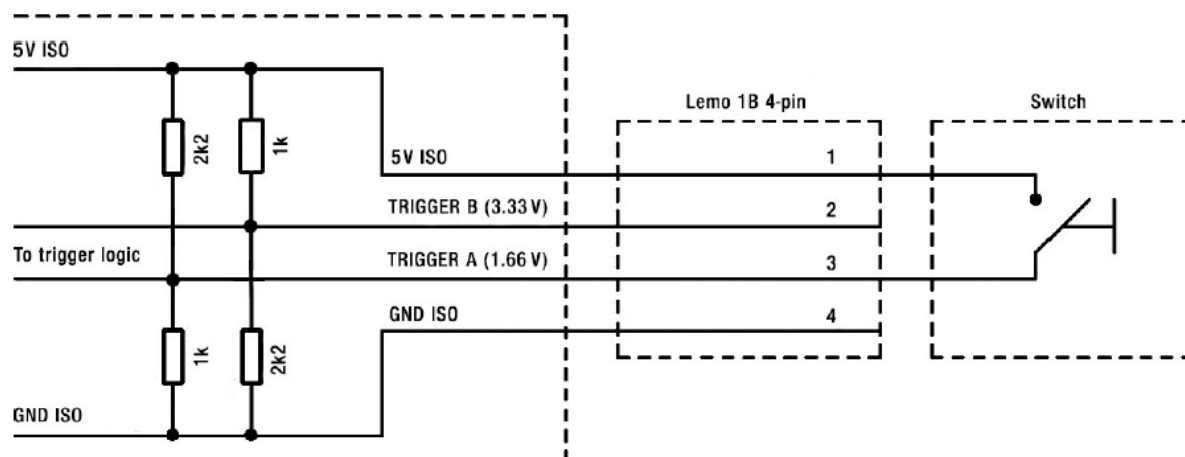 5V ISO
2k2
1k
Lemo 1B 4-pin
Switch
5V ISO
1
TRIGGER B (3.33 V)
2
To trigger logic
TRIGGER A (1.66 V)
3
GND ISO
4
1k
2k2
GND ISO